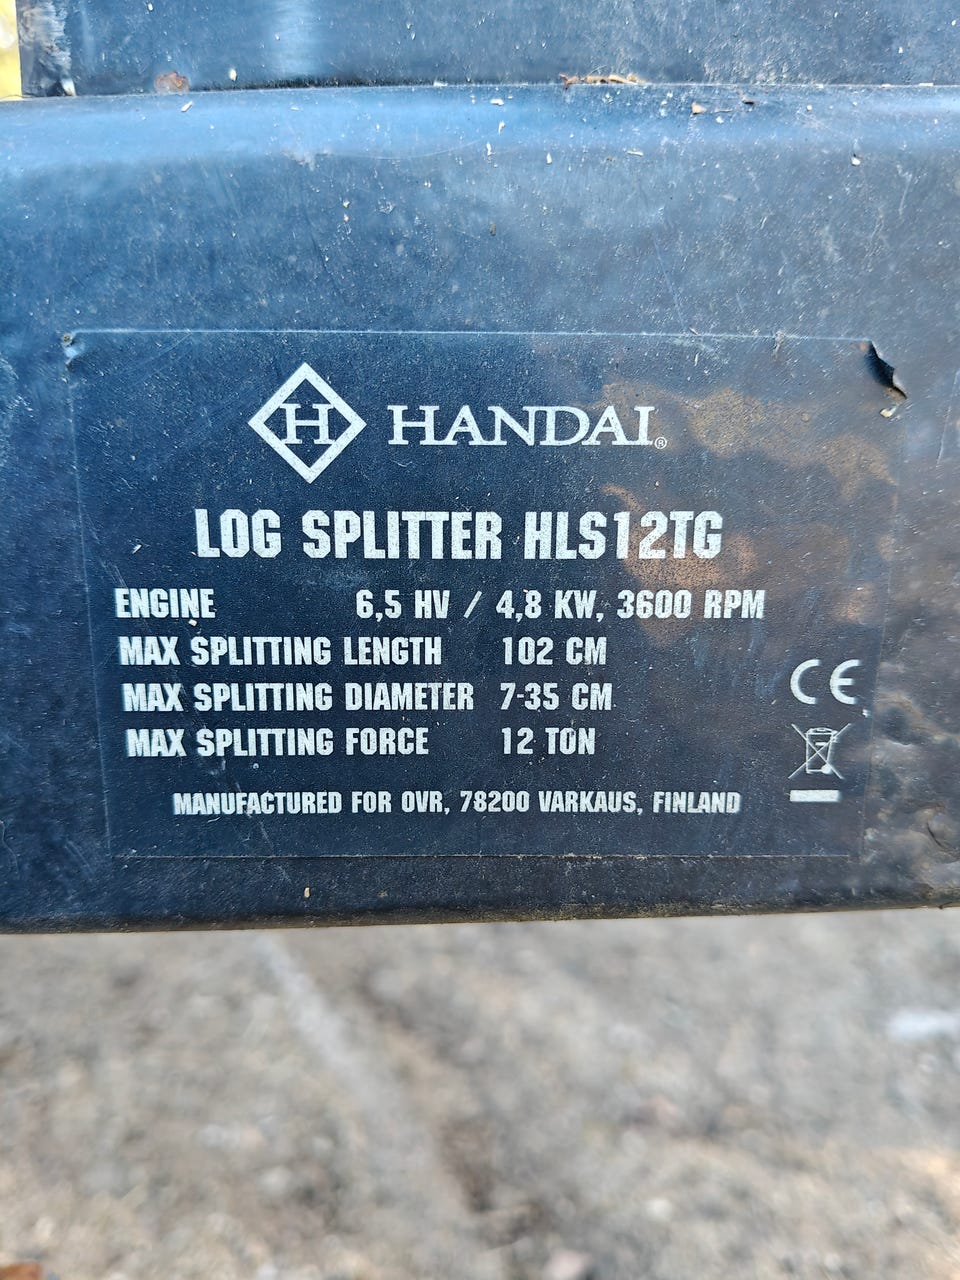 H HANDAI®
LOG SPLITTER HLS12TG
ENGINE 6,5 HV / 4,8 KW, 3600 RPM
MAX SPLITTING LENGTH 102 CM
MAX SPLITTING DIAMETER 7-35 CM
MAX SPLITTING FORCE 12 TON
CE
MANUFACTURED FOR OVR, 78200 VARKAUS, FINLAND